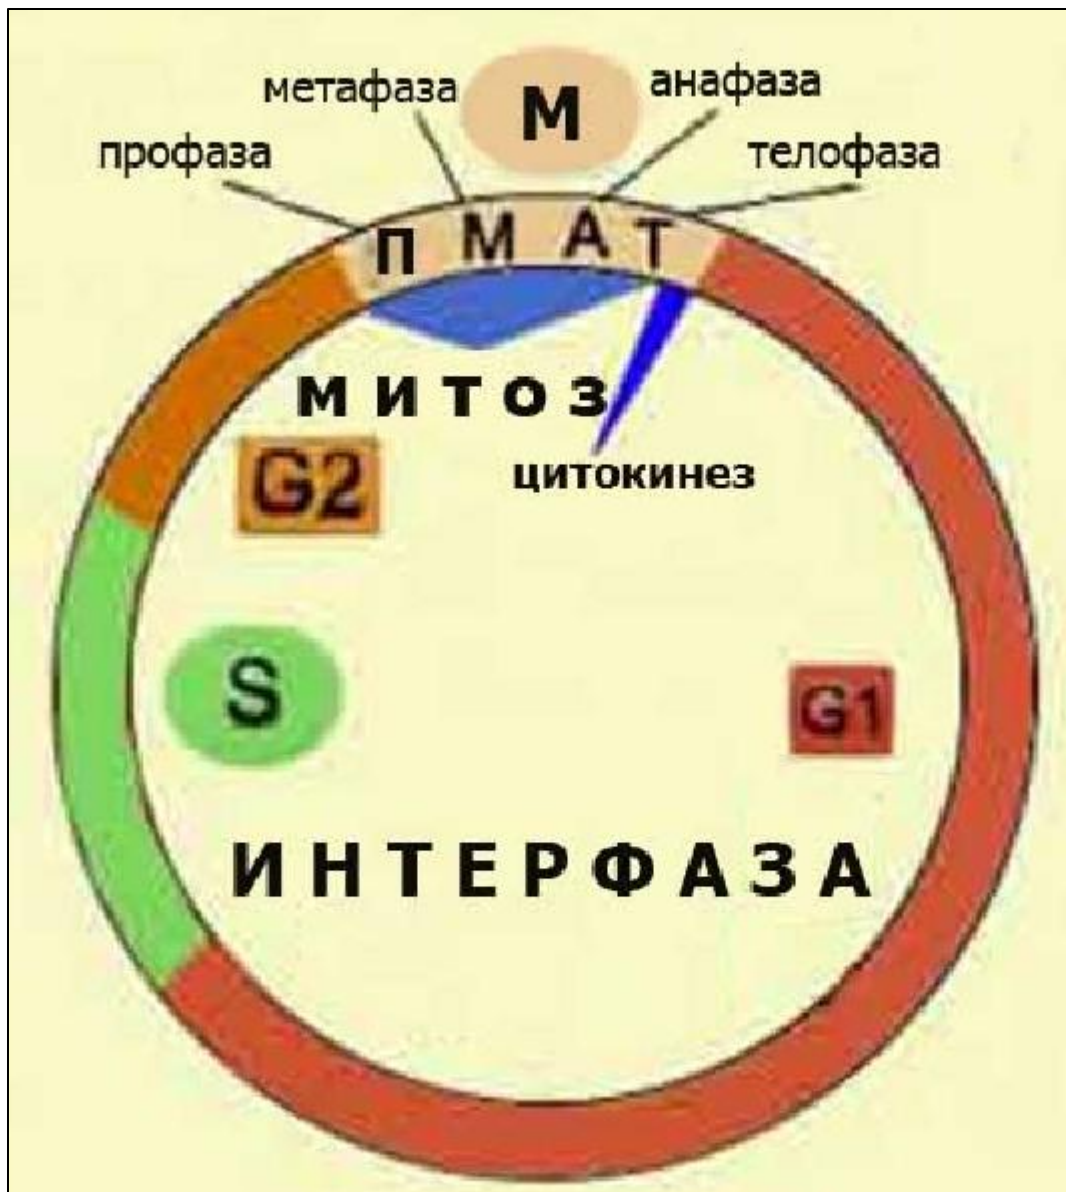 метафаза
М
анафаза
профаза
телофаза
П М А Т
МИТОЗ
цитокинез
G2
S
G1
ИНТЕРФАЗА